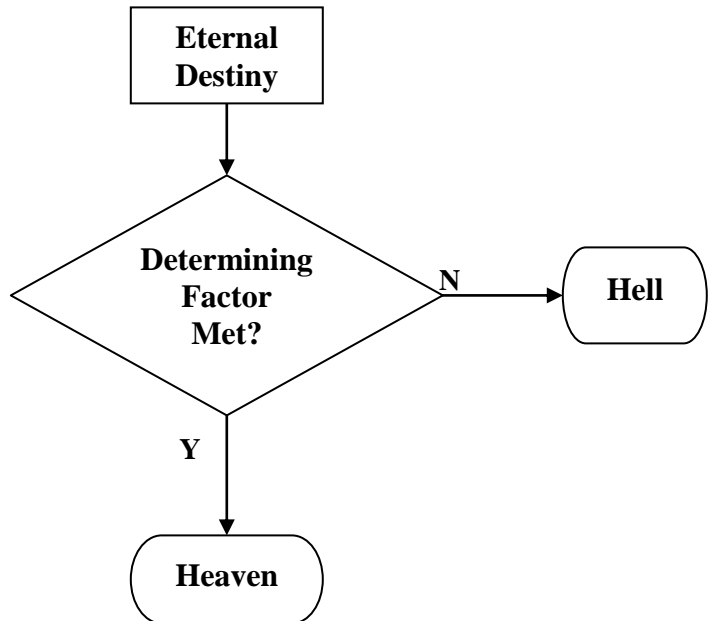 Eternal
Destiny
Determining
Factor
Met?
N
Hell
Y
Heaven